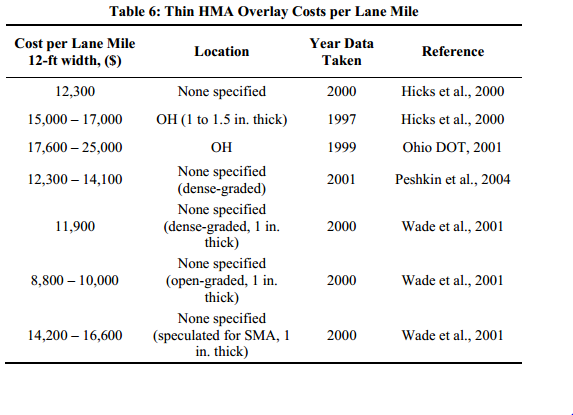 Table 6: Thin HMA Overlay Costs per Lane Mile
Cost per Lane Mile 12-ft width, ($) Location Year Data Taken Reference
12,300 None specified 2000 Hicks et al., 2000
15,000 – 17,000 OH (1 to 1.5 in. thick) 1997 Hicks et al., 2000
17,600 – 25,000 OH 1999 Ohio DOT, 2001
12,300 – 14,100 None specified (dense-graded) 2001 Peshkin et al., 2004
11,900 None specified (dense-graded, 1 in. thick) 2000 Wade et al., 2001
8,800 – 10,000 None specified (open-graded, 1 in. thick) 2000 Wade et al., 2001
14,200 – 16,600 None specified (speculated for SMA, 1 in. thick) 2000 Wade et al., 2001